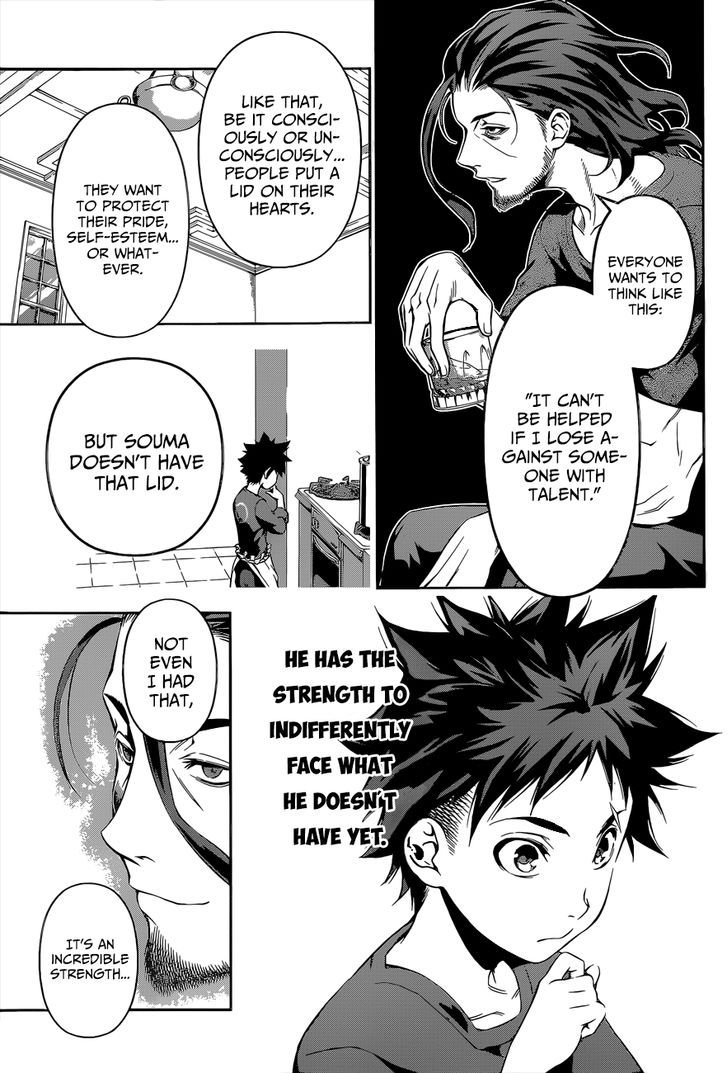 EVERYONE
WANTS TO
THINK LIKE
THIS:
"IT CAN'T
BE HELPED
IF I LOSE A-
GAINST SOME-
ONE WITH
TALENT."
LIKE THAT,
BE IT CONSCI-
OUSLY OR UN-
CONSCIOUSLY...
PEOPLE PUT A
LID ON THEIR
HEARTS.
THEY WANT
TO PROTECT
THEIR PRIDE,
SELF-ESTEEM...
OR WHAT-
EVER.
BUT SOUMA
DOESN'T HAVE
THAT LID.
HE HAS THE
STRENGTH TO
INDIFFERENTLY
FACE WHAT
HE DOESN'T
HAVE YET.
NOT
EVEN
I HAD
THAT,
IT'S AN
INCREDIBLE
STRENGTH...